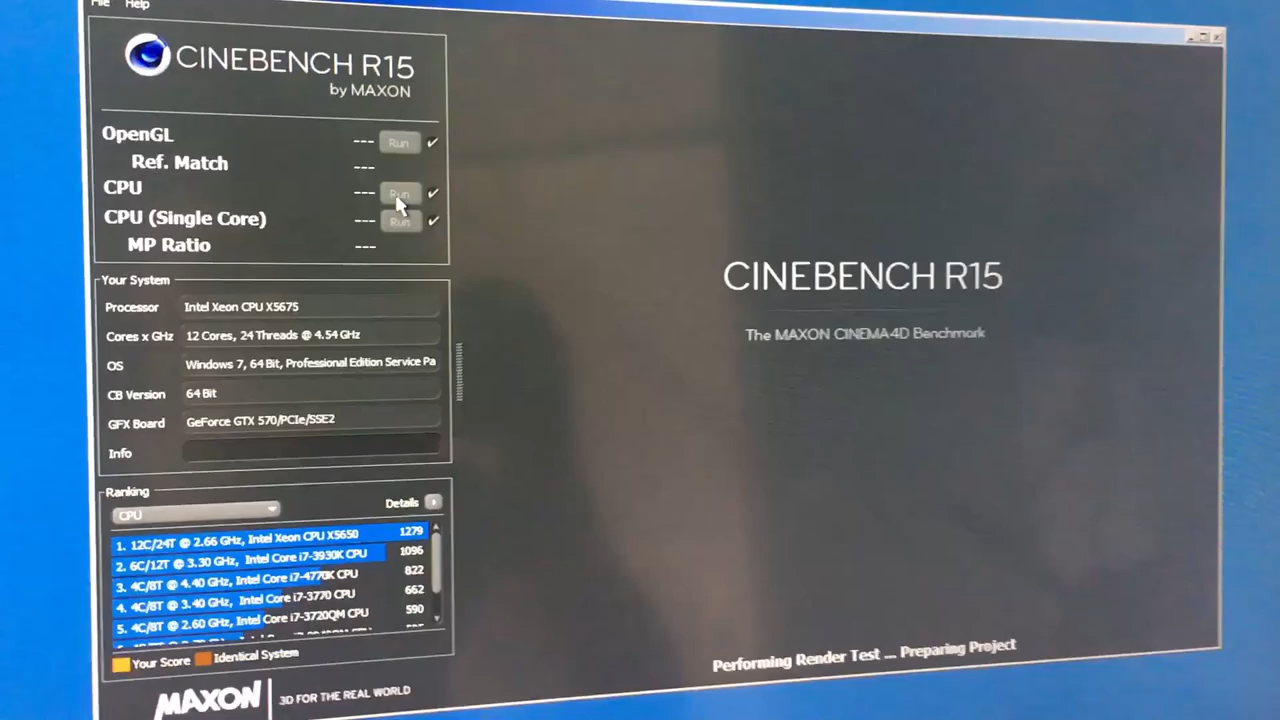 File Help
CINEBENCH R15
by MAXON
OpenGL --- Run
Ref. Match ---
CPU --- Run
CPU (Single Core) --- Run
MP Ratio ---
Your System
Processor Intel Xeon CPU X5675
Cores x GHz 12 Cores, 24 Threads @ 4.54 GHz
OS Windows 7, 64 Bit, Professional Edition Service Pa
CB Version 64 Bit
GFX Board GeForce GTX 570/PCIe/SSE2
Info
Ranking
CPU Details
1. 12C/24T @ 2.66 GHz, Intel Xeon CPU X5650 1279
2. 6C/12T @ 3.30 GHz, Intel Core i7-3930K CPU 1096
3. 4C/8T @ 4.40 GHz, Intel Core i7-4770K CPU 822
4. 4C/8T @ 3.40 GHz, Intel Core i7-3770 CPU 662
5. 4C/8T @ 2.60 GHz, Intel Core i7-3720QM CPU 590
Your Score Identical System
MAXON 3D FOR THE REAL WORLD
CINEBENCH R15
The MAXON CINEMA 4D Benchmark
Performing Render Test ... Preparing Project